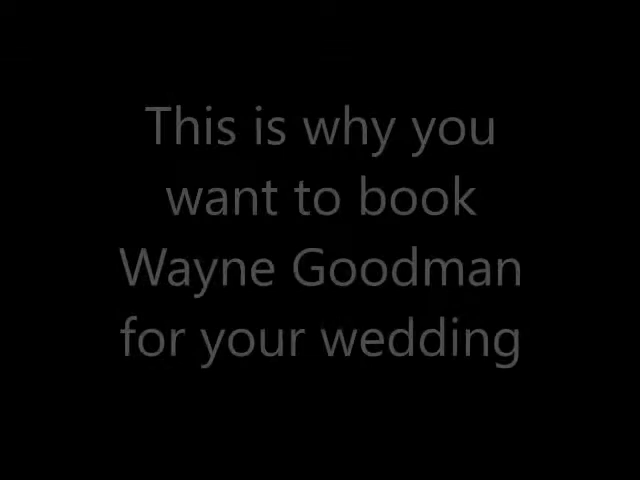 This is why you
want to book
Wayne Goodman
for your wedding